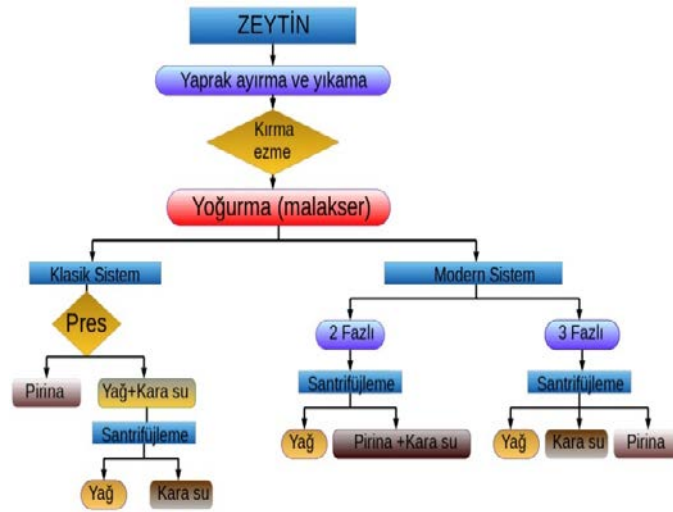 ZEYTİN
Yaprak ayırma ve yıkama
Kırma
ezme
Yoğurma (malakser)
Klasik Sistem
Modern Sistem
Pres
2 Fazlı
3 Fazlı
Pirina
Yağ+Kara su
Santrifüjleme
Santrifüjleme
Santrifüjleme
Yağ
Pirina +Kara su
Yağ
Kara su
Pirina
Yağ
Kara su